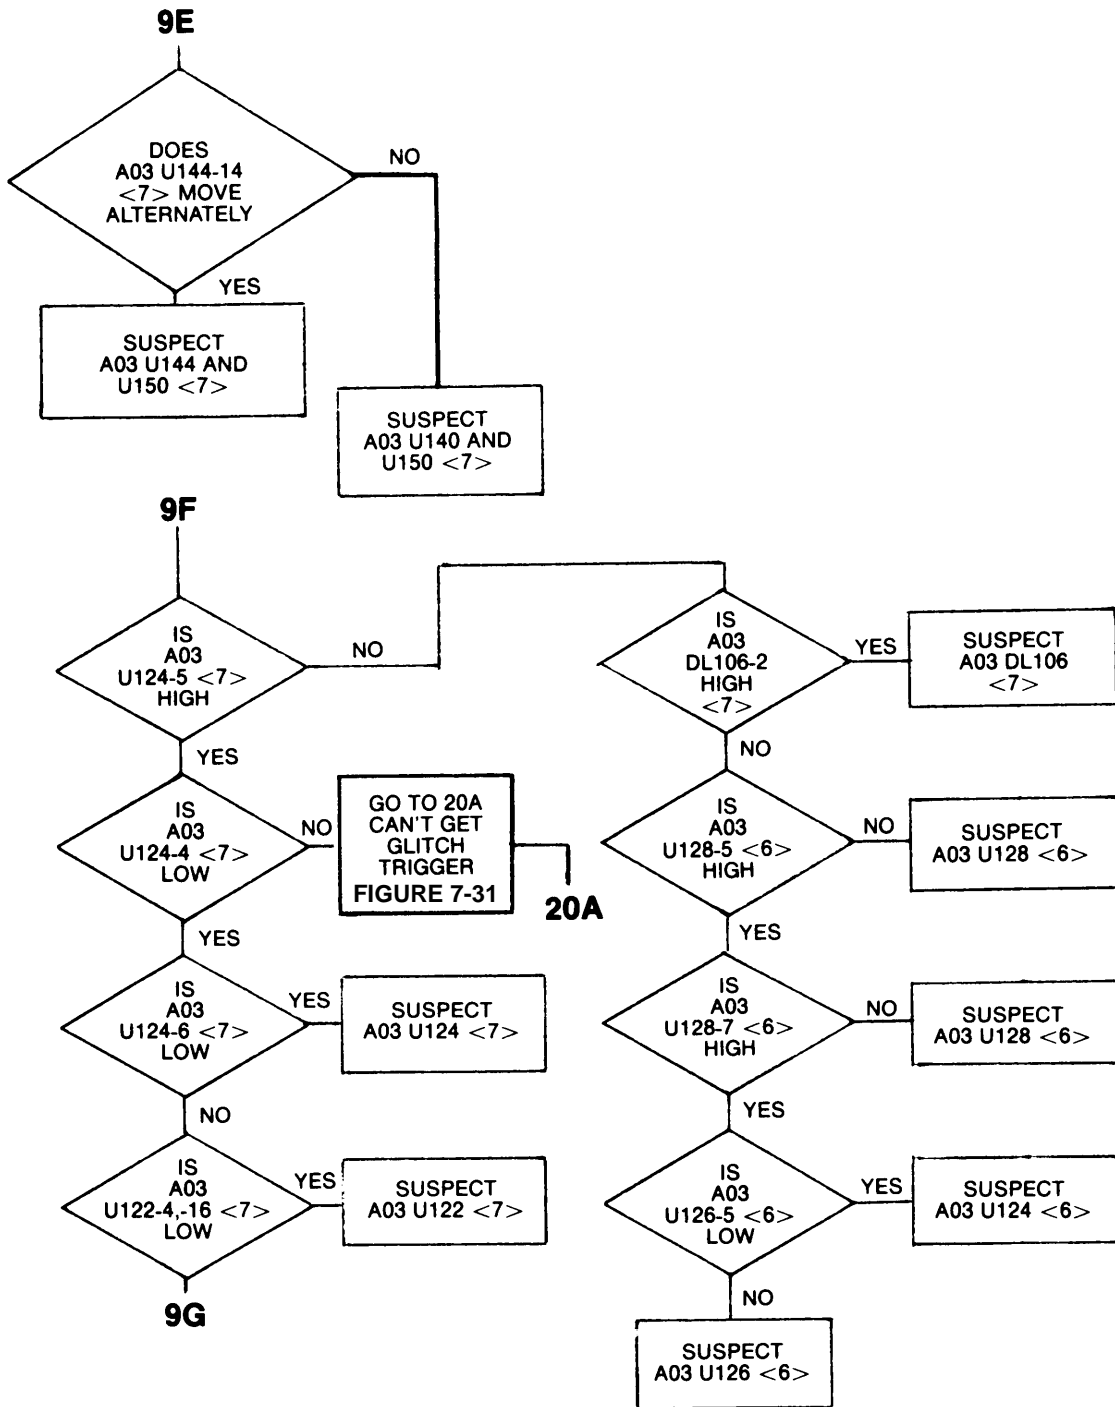 9E
DOES
A03 U144-14
<7> MOVE
ALTERNATELY
NO
YES
SUSPECT
A03 U144 AND
U150 <7>
SUSPECT
A03 U140 AND
U150 <7>
9F
IS
A03
U124-5 <7>
HIGH
NO
YES
IS
A03
U124-4 <7>
LOW
NO
GO TO 20A
CAN'T GET
GLITCH
TRIGGER
FIGURE 7-31
20A
YES
IS
A03
U124-6 <7>
LOW
YES
SUSPECT
A03 U124 <7>
NO
IS
A03
U122-4,-16 <7>
LOW
YES
SUSPECT
A03 U122 <7>
9G
IS
A03
DL106-2
HIGH
<7>
YES
SUSPECT
A03 DL106
<7>
NO
IS
A03
U128-5 <6>
HIGH
NO
SUSPECT
A03 U128 <6>
YES
IS
A03
U128-7 <6>
HIGH
NO
SUSPECT
A03 U128 <6>
YES
IS
A03
U126-5 <6>
LOW
YES
SUSPECT
A03 U124 <6>
NO
SUSPECT
A03 U126 <6>